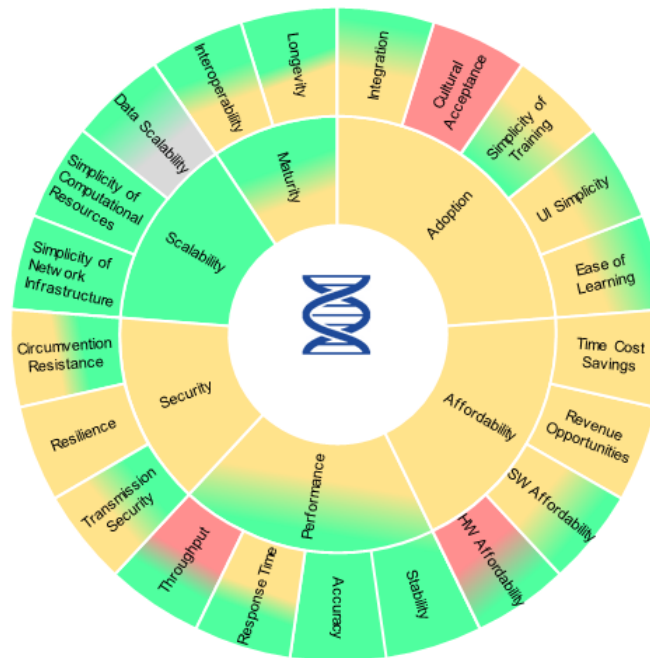 Integration
Cultural
Acceptance
Simplicity of
Training
UI Simplicity
Ease of
Learning
Time Cost
Savings
Revenue
Opportunities
SW Affordability
HW Affordability
Stability
Accuracy
Response Time
Throughput
Transmission
Security
Resilience
Circumvention
Resistance
Simplicity of
Network
Infrastructure
Simplicity of
Computational
Resources
Data Scalability
Interoperability
Longevity
Adoption
Affordability
Performance
Security
Scalability
Maturity